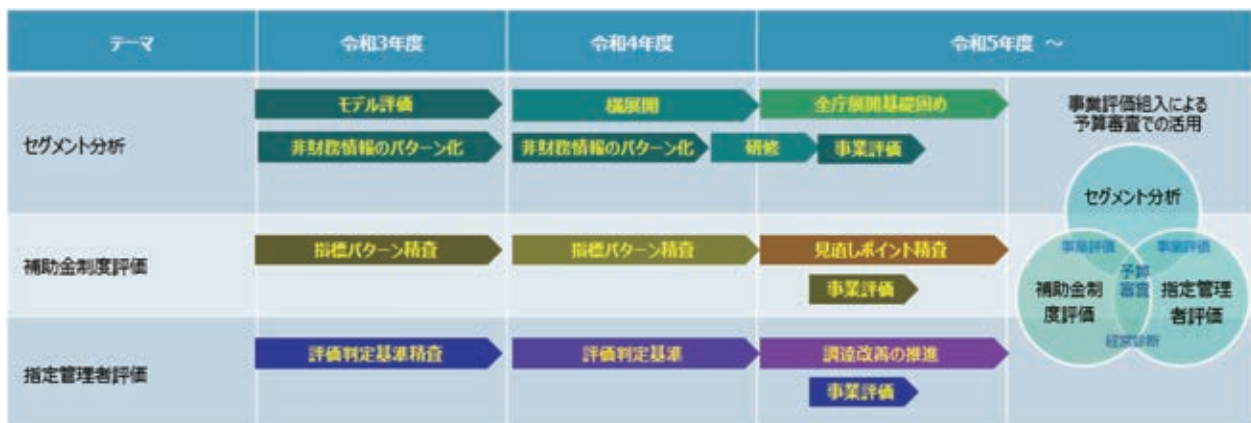 テーマ
令和3年度
令和4年度
令和5年度 ～
セグメント分析
モデル評価
横展開
全庁展開基礎固め
非財務情報のパターン化
非財務情報のパターン化
研修
事業評価
補助金制度評価
指標パターン精査
指標パターン精査
見直しポイント精査
事業評価
指定管理者評価
評価判定基準精査
評価判定基準
調達改善の推進
事業評価
事業評価組入による
予算審査での活用
セグメント分析
事業評価
事業評価
予算
審査
補助金制
度評価
指定管理
者評価
経営診断